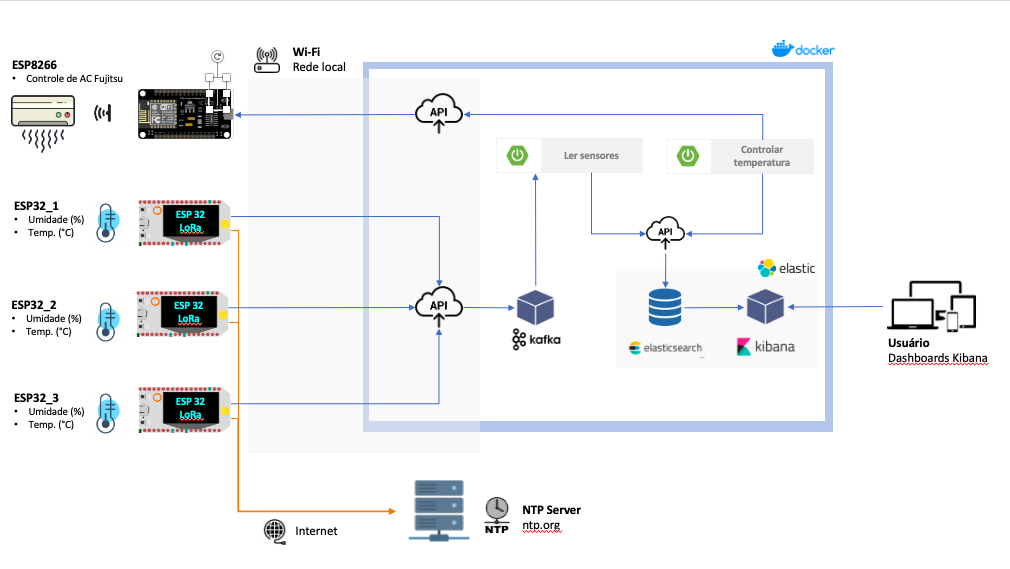 docker
Wi-Fi
Rede local
ESP8266
• Controle de AC Fujitsu
API
Ler sensores
Controlar
temperatura
ESP32_1
• Umidade (%)
• Temp. (°C)
ESP 32
LoRa
API
elastic
ESP32_2
• Umidade (%)
• Temp. (°C)
ESP 32
LoRa
API
kafka
elasticsearch
kibana
Usuário
Dashboards Kibana
ESP32_3
• Umidade (%)
• Temp. (°C)
ESP 32
LoRa
Internet
NTP
NTP Server
ntp.org